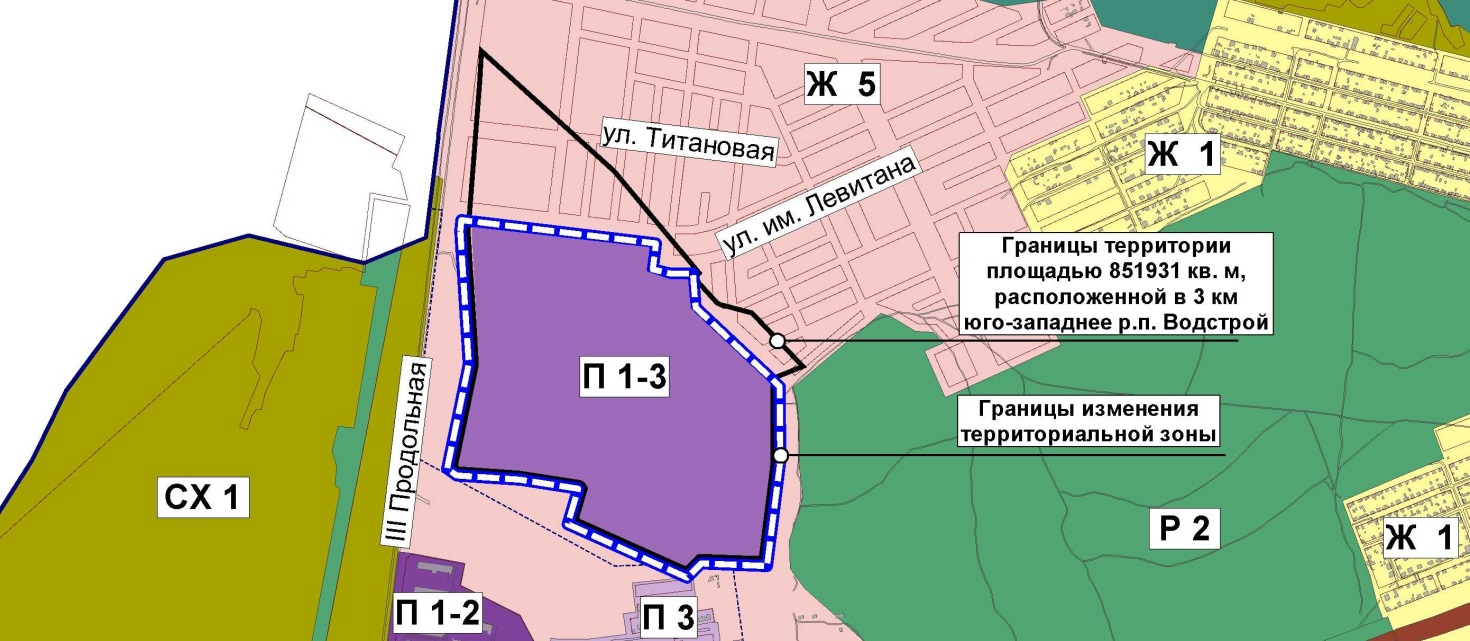 Ж 5
ул. Титановая
Ж 1
ул. им. Левитана
Границы территории
площадью 851931 кв. м,
расположенной в 3 км
юго-западнее р.п. Водстрой
П 1-3
Границы изменения
территориальной зоны
III Продольная
СХ 1
Р 2
Ж 1
П 1-2
П 3